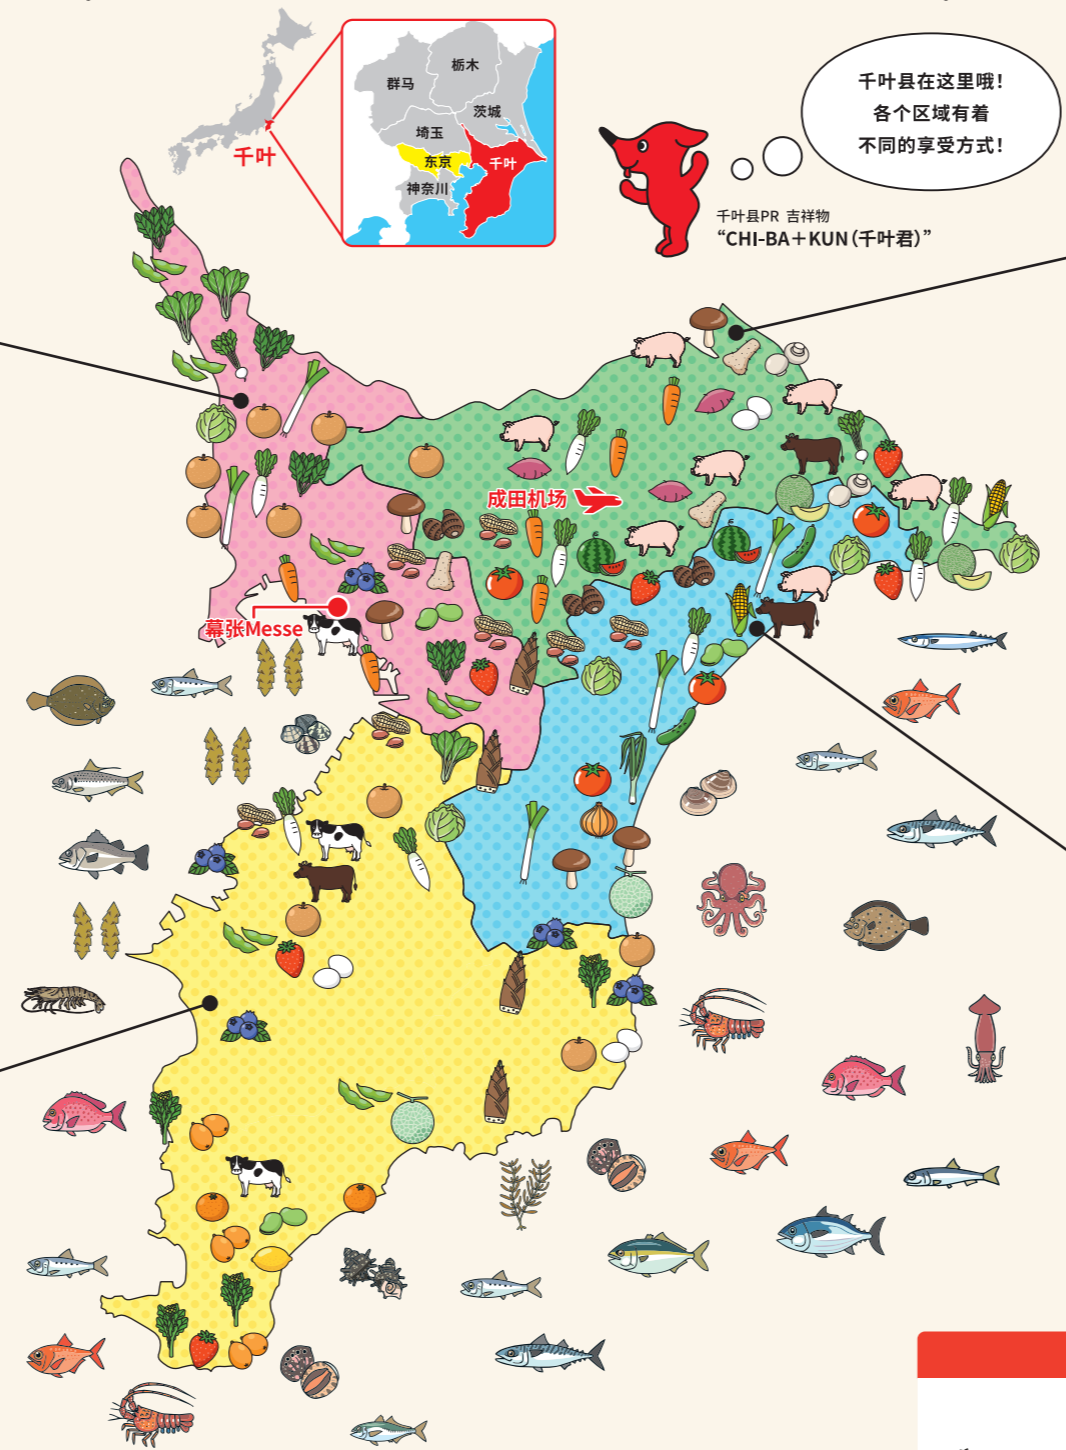 群马
栃木
茨城
埼玉
东京
千叶
神奈川
千叶
千叶县在这里哦！
各个区域有着
不同的享受方式！
千叶县PR 吉祥物
“CHI-BA＋KUN（千叶君）”
成田机场
幕张Messe